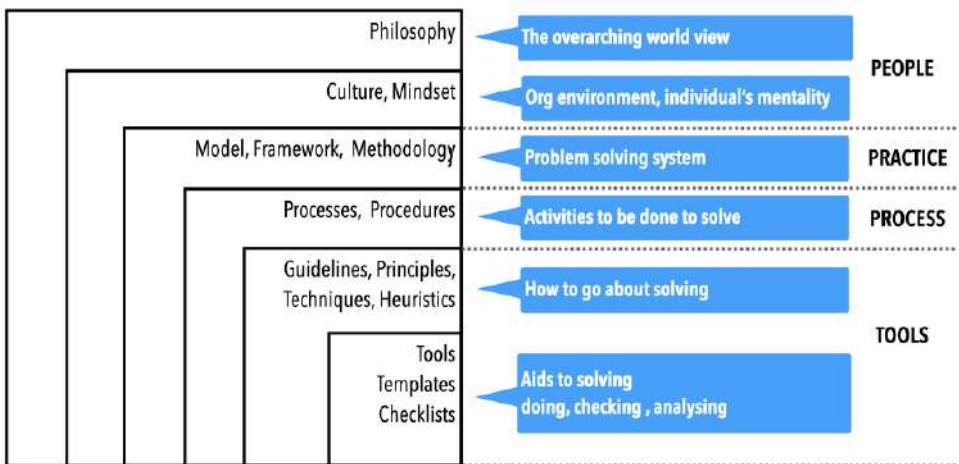 Philosophy
The overarching world view
PEOPLE
Culture, Mindset
Org environment, individual's mentality
Model, Framework, Methodology
Problem solving system
PRACTICE
Processes, Procedures
Activities to be done to solve
PROCESS
Guidelines, Principles,
Techniques, Heuristics
How to go about solving
TOOLS
Tools
Templates
Checklists
Aids to solving
doing, checking , analysing